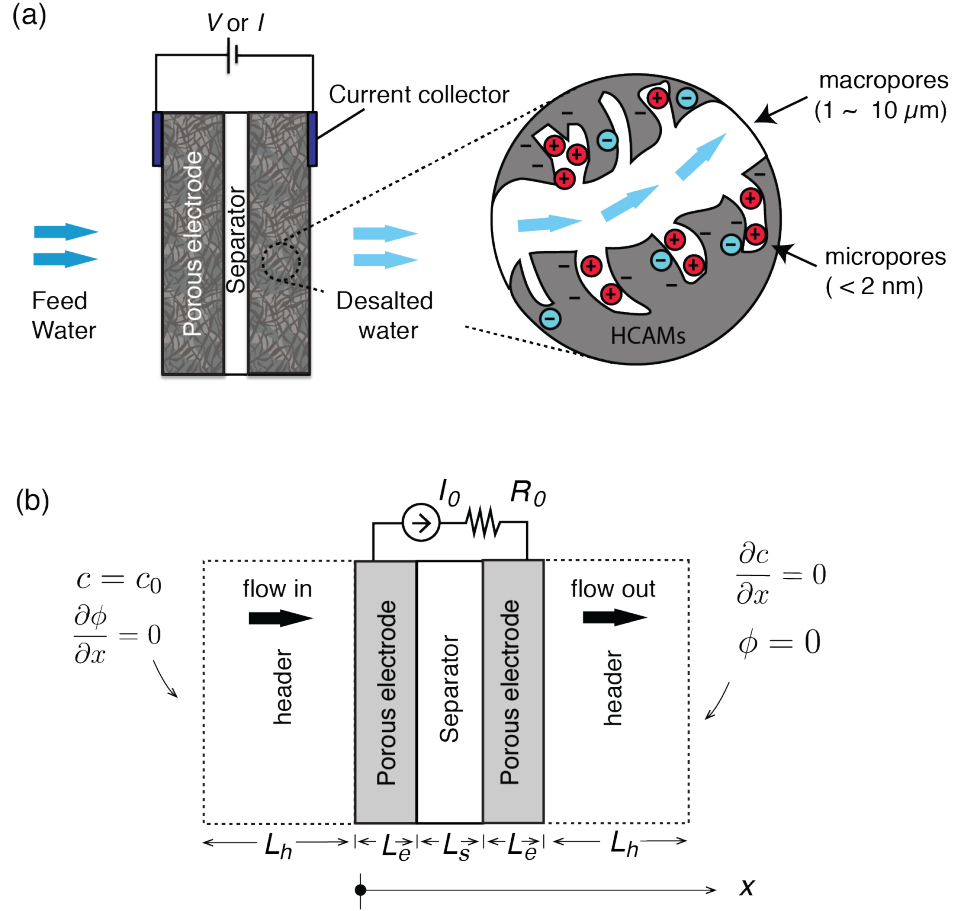 (a)
V or I
Current collector
Porous electrode
Separator
Feed
Water
Desalted
water
macropores
(1 ~ 10 µm)
micropores
( < 2 nm)
HCAMs
(b)
I₀
R₀
c = c₀
∂ϕ/∂x = 0
flow in
header
Porous electrode
Separator
Porous electrode
flow out
header
∂c/∂x = 0
ϕ = 0
Lₕ
Lₑ
Lₛ
Lₑ
Lₕ
x